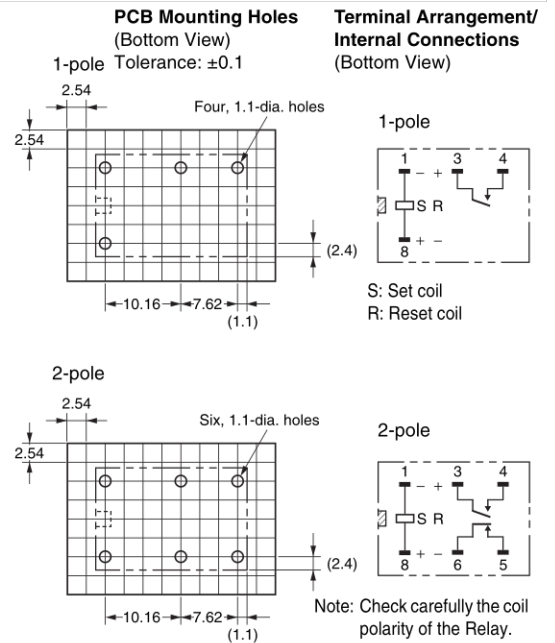 PCB Mounting Holes
(Bottom View)
Tolerance: ±0.1
Terminal Arrangement/
Internal Connections
(Bottom View)
1-pole
2.54
2.54
Four, 1.1-dia. holes
(2.4)
10.16
7.62
(1.1)
1-pole
1 3 4
- +
S R
+ -
8
S: Set coil
R: Reset coil
2-pole
2.54
2.54
Six, 1.1-dia. holes
(2.4)
10.16
7.62
(1.1)
2-pole
1 3 4
- +
S R
+ -
8 6 5
Note: Check carefully the coil
polarity of the Relay.